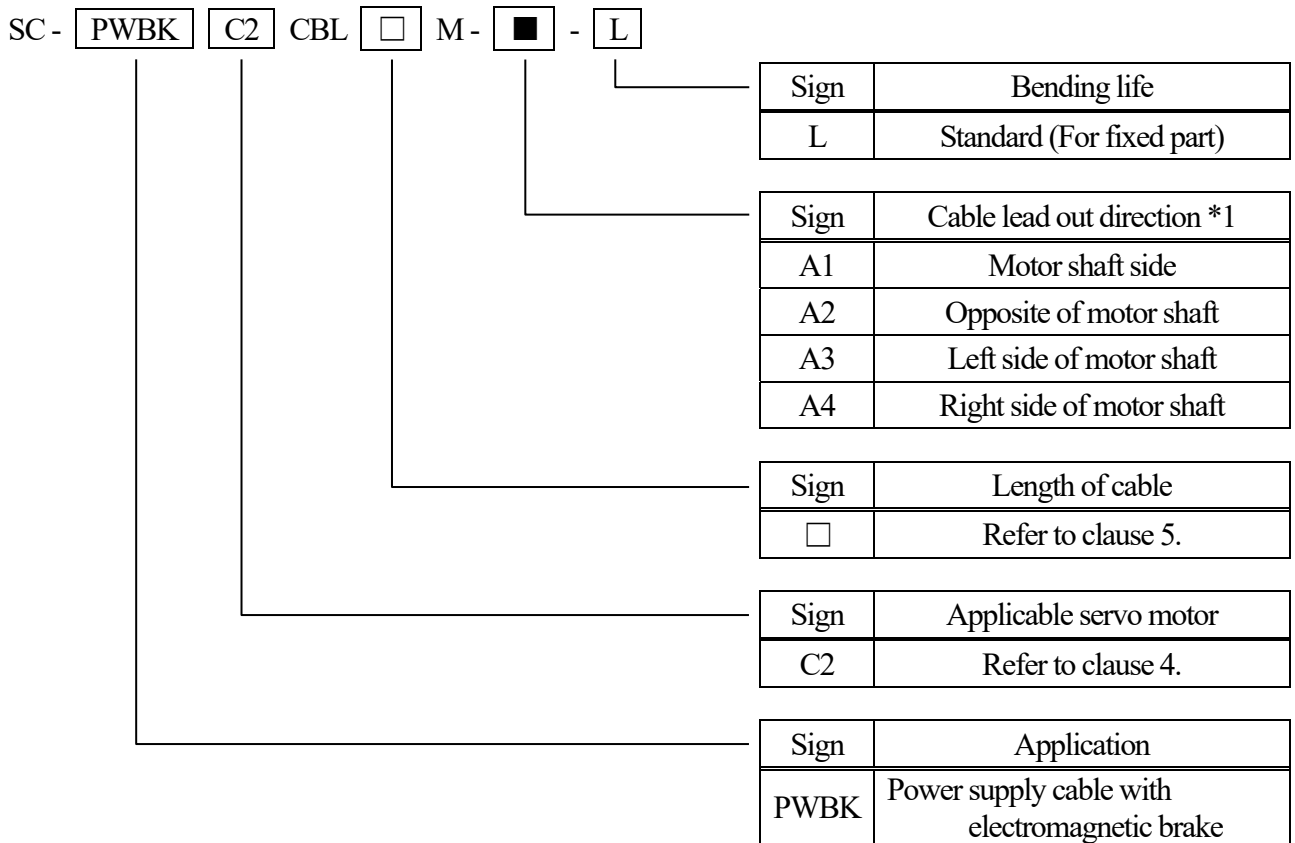 SC - PWBK C2 CBL □ M - ■ - L
Sign Bending life
L Standard (For fixed part)
Sign Cable lead out direction *1
A1 Motor shaft side
A2 Opposite of motor shaft
A3 Left side of motor shaft
A4 Right side of motor shaft
Sign Length of cable
□ Refer to clause 5.
Sign Applicable servo motor
C2 Refer to clause 4.
Sign Application
PWBK Power supply cable with
electromagnetic brake